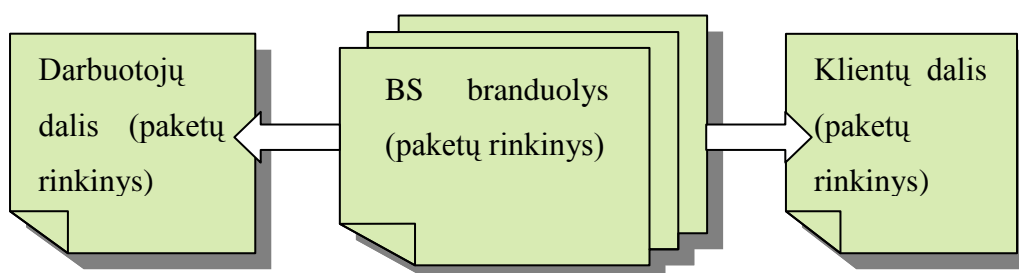 Darbuotojų
dalis (paketų
rinkinys)
BS branduolys
(paketų rinkinys)
Klientų dalis
(paketų
rinkinys)